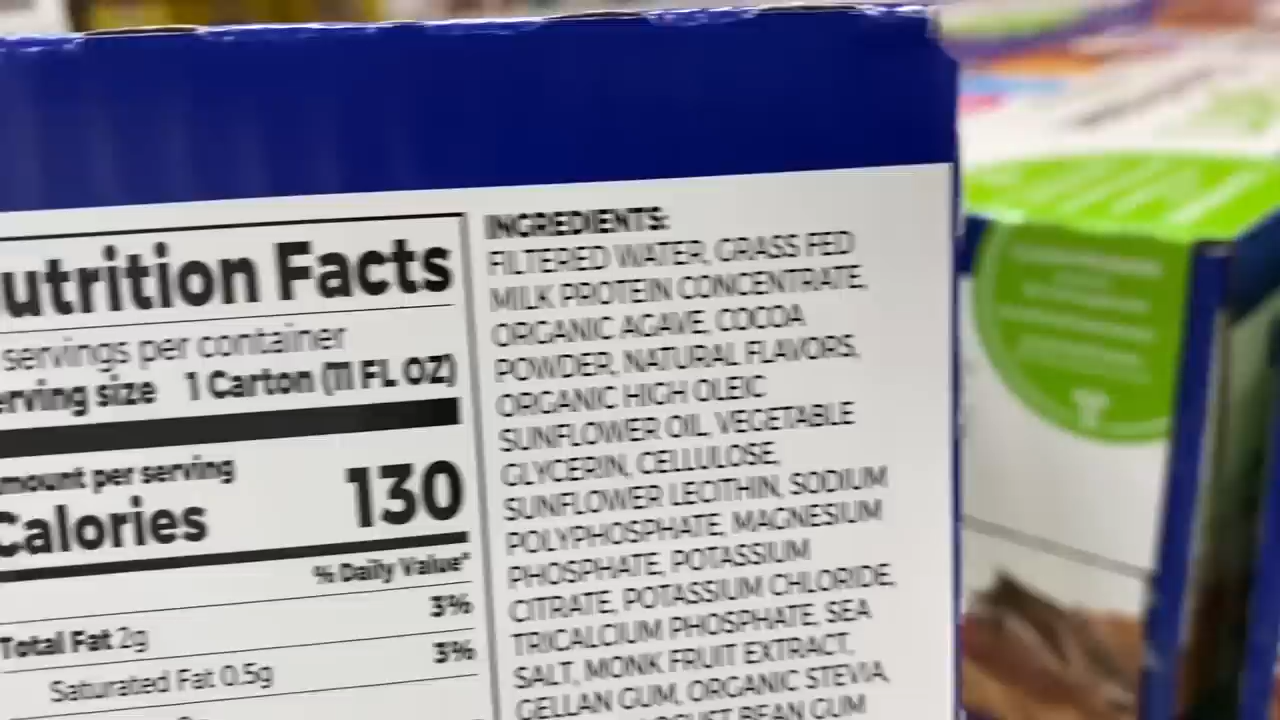 utrition Facts
servings per container
erving size 1 Carton (11 FL OZ)
mount per serving
Calories 130
% Daily Value*
Total Fat 2g 3%
Saturated Fat 0.5g 3%
INGREDIENTS:
FILTERED WATER, GRASS FED
MILK PROTEIN CONCENTRATE,
ORGANIC AGAVE, COCOA
POWDER, NATURAL FLAVORS,
ORGANIC HIGH OLEIC
SUNFLOWER OIL, VEGETABLE
GLYCERIN, CELLULOSE,
SUNFLOWER LECITHIN, SODIUM
POLYPHOSPHATE, MAGNESIUM
PHOSPHATE, POTASSIUM
CITRATE, POTASSIUM CHLORIDE,
TRICALCIUM PHOSPHATE, SEA
SALT, MONK FRUIT EXTRACT,
GELLAN GUM, ORGANIC STEVIA,
LOCUST BEAN GUM